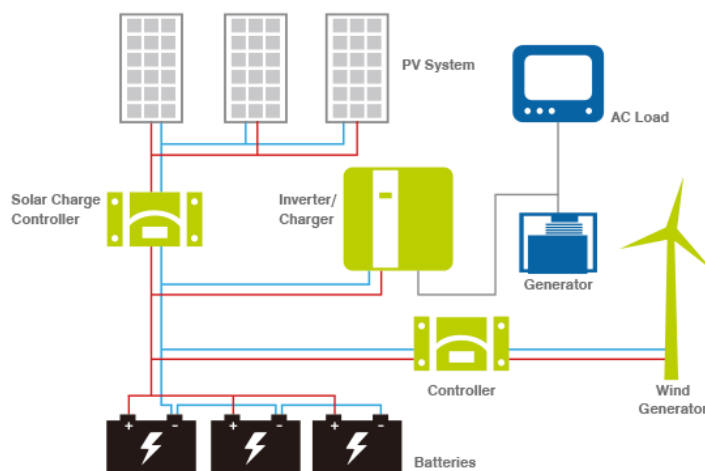 PV System
AC Load
Solar Charge
Controller
Inverter/
Charger
Generator
Controller
Wind
Generator
+ -
+ -
+ -
Batteries